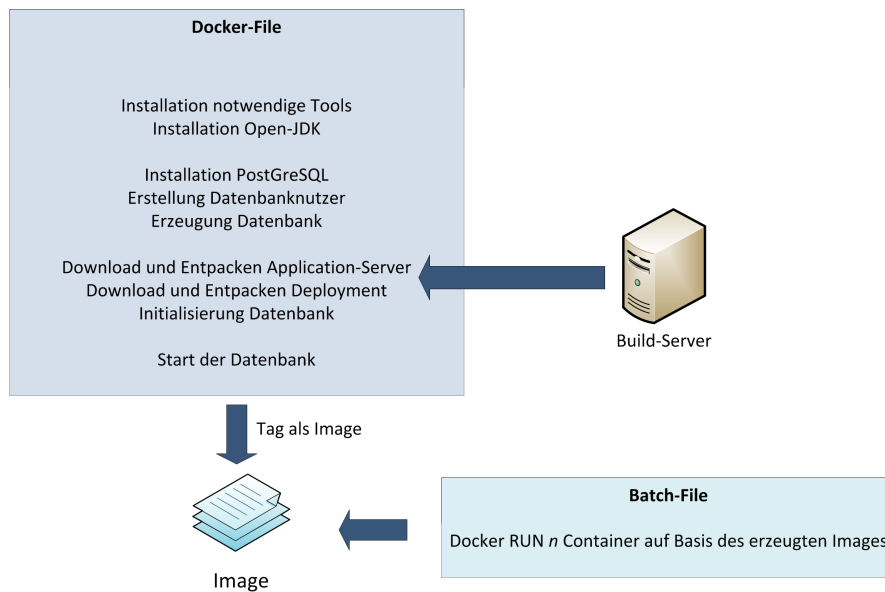 Docker-File
Installation notwendige Tools
Installation Open-JDK
Installation PostGreSQL
Erstellung Datenbanknutzer
Erzeugung Datenbank
Download und Entpacken Application-Server
Download und Entpacken Deployment
Initialisierung Datenbank
Start der Datenbank
Build-Server
Tag als Image
Image
Batch-File
Docker RUN n Container auf Basis des erzeugten Images